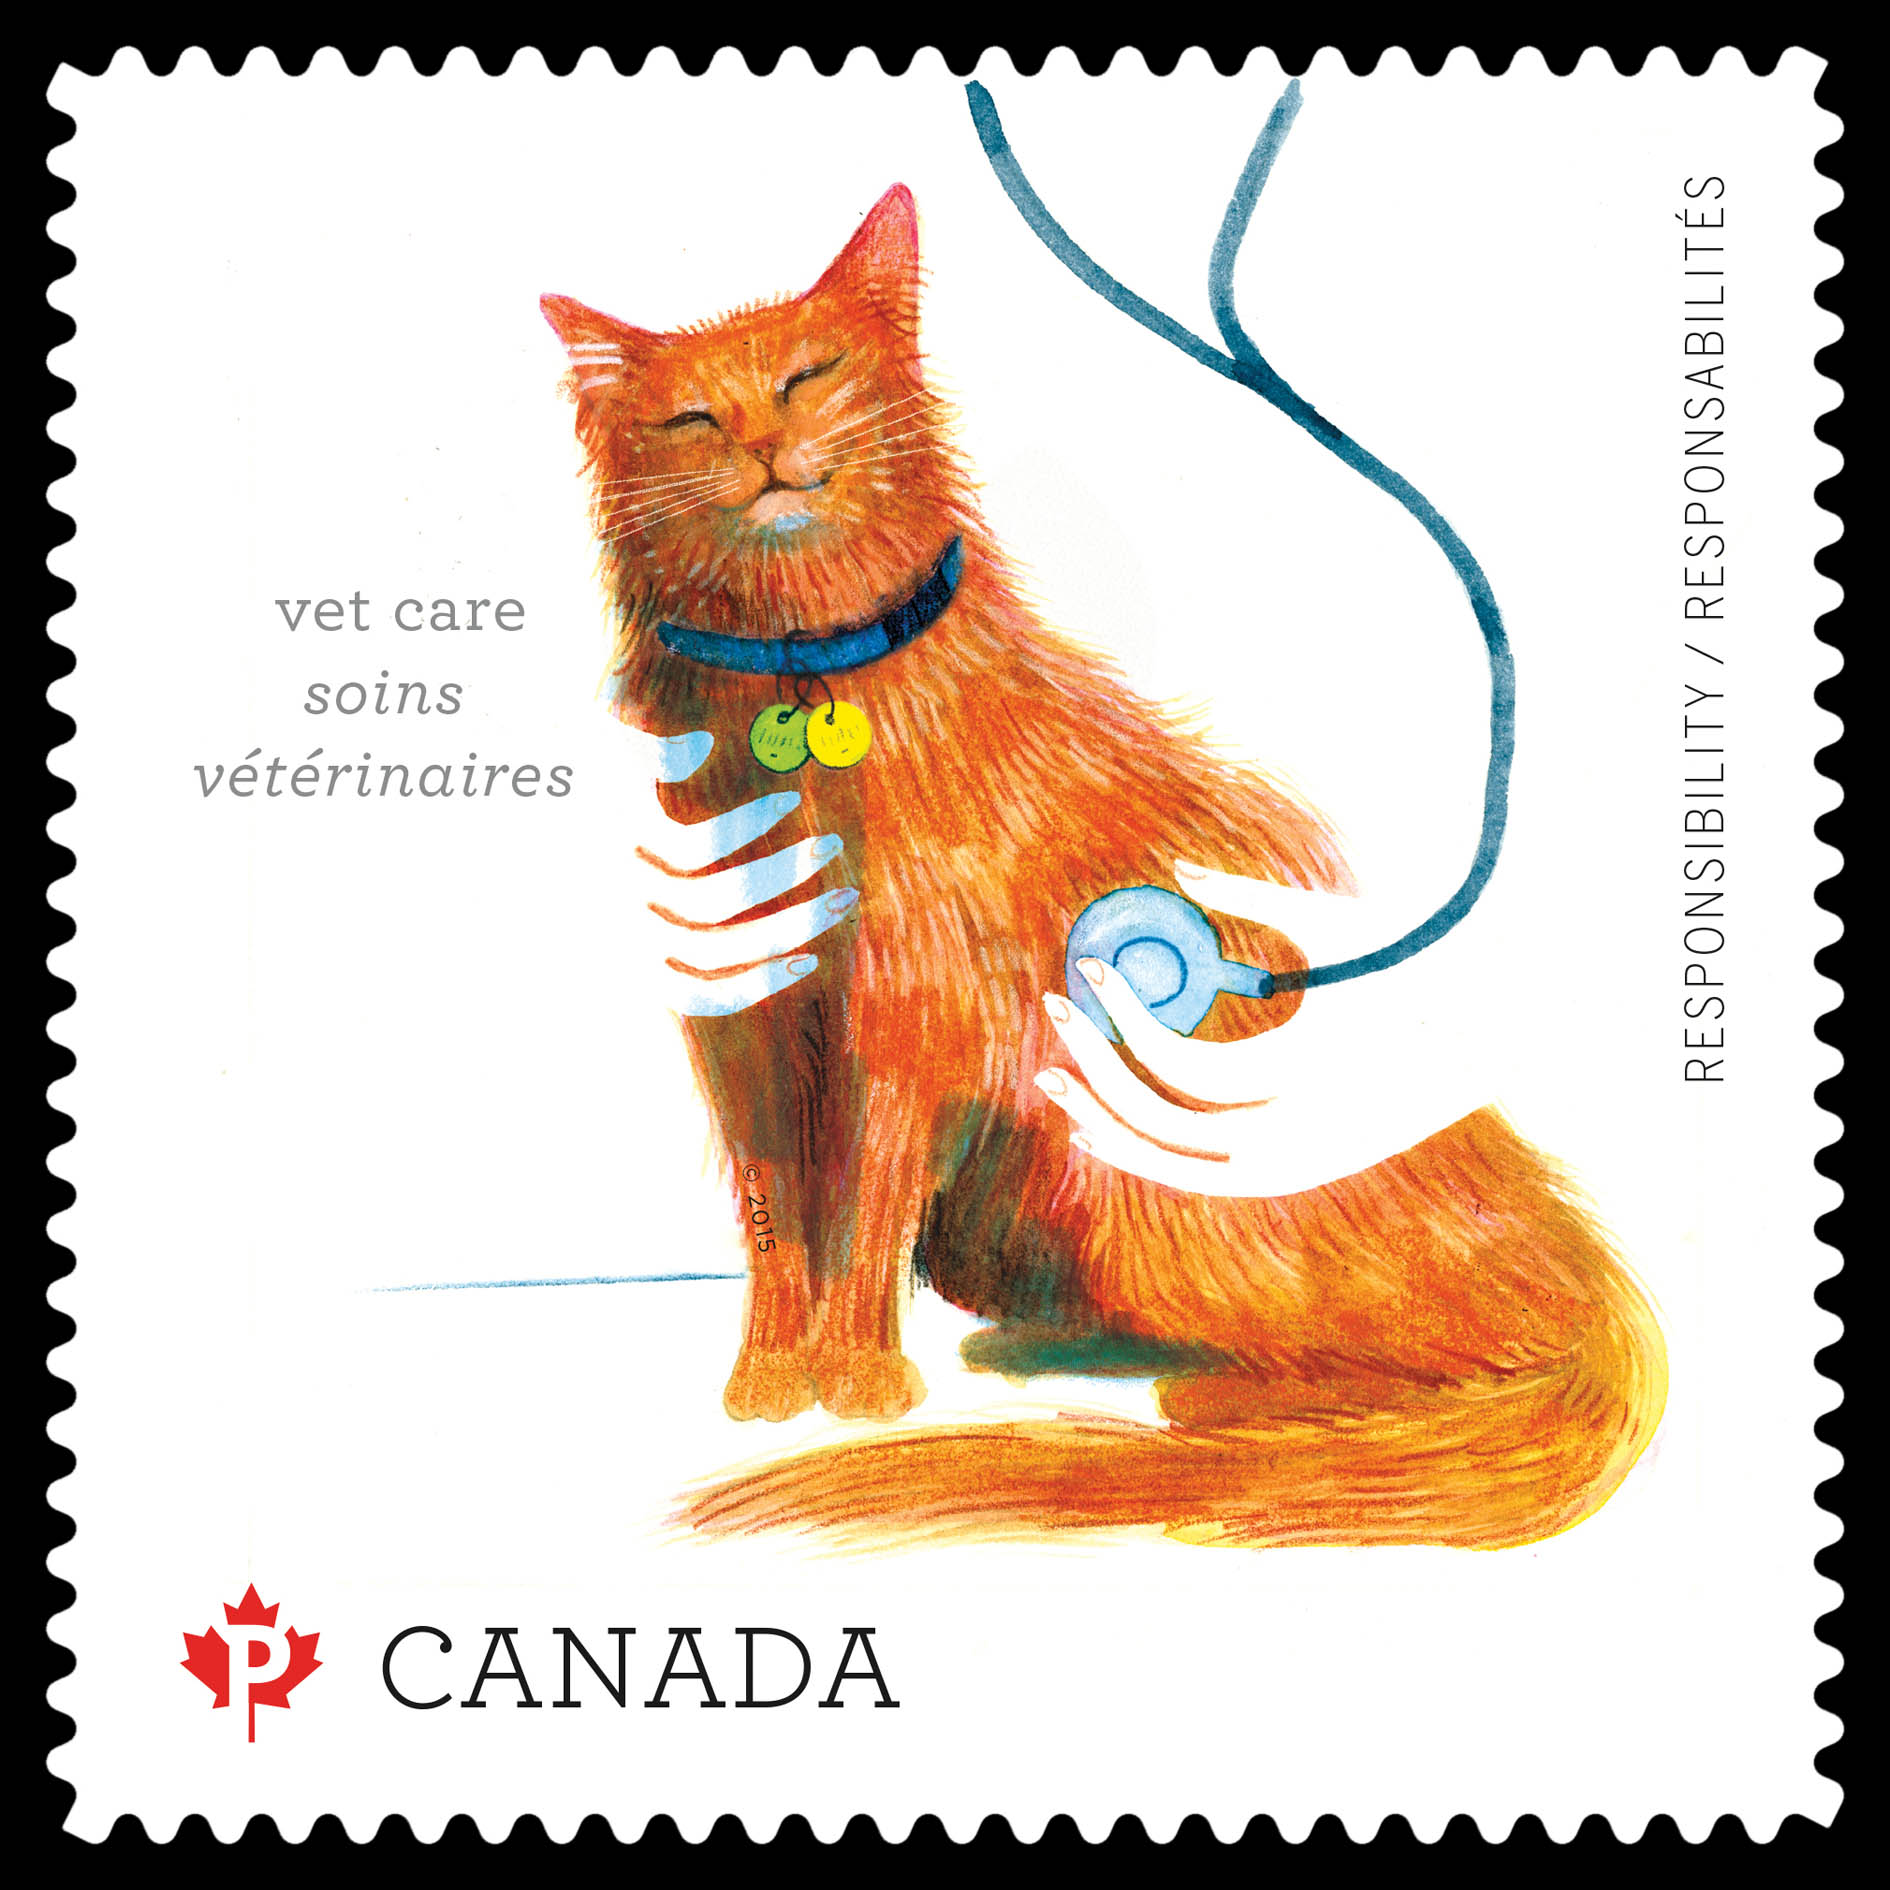 vet care
soins
vétérinaires
RESPONSIBILITY / RESPONSABILITÉS
© 2015
P CANADA